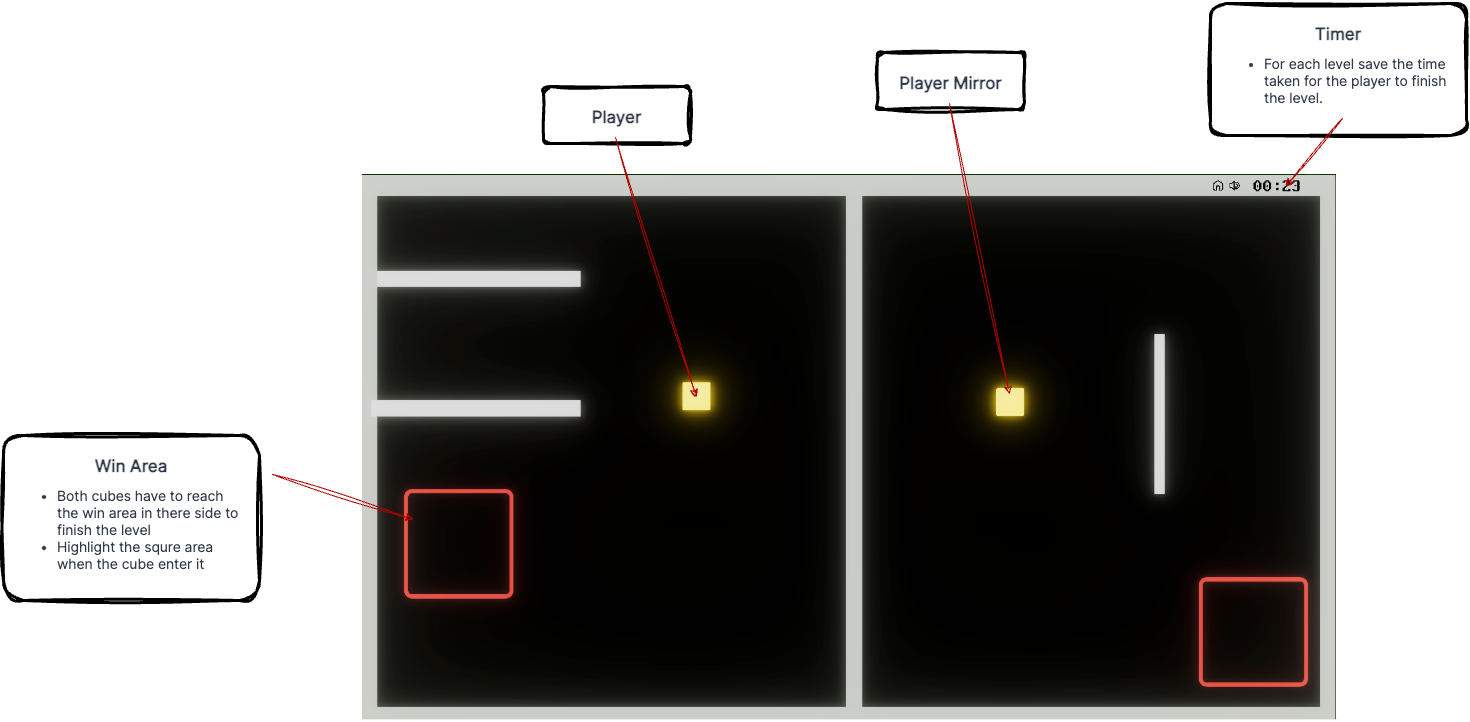 Timer
• For each level save the time
taken for the player to finish
the level.
Player Mirror
Player
00:23
Win Area
• Both cubes have to reach
the win area in there side to
finish the level
• Highlight the squre area
when the cube enter it